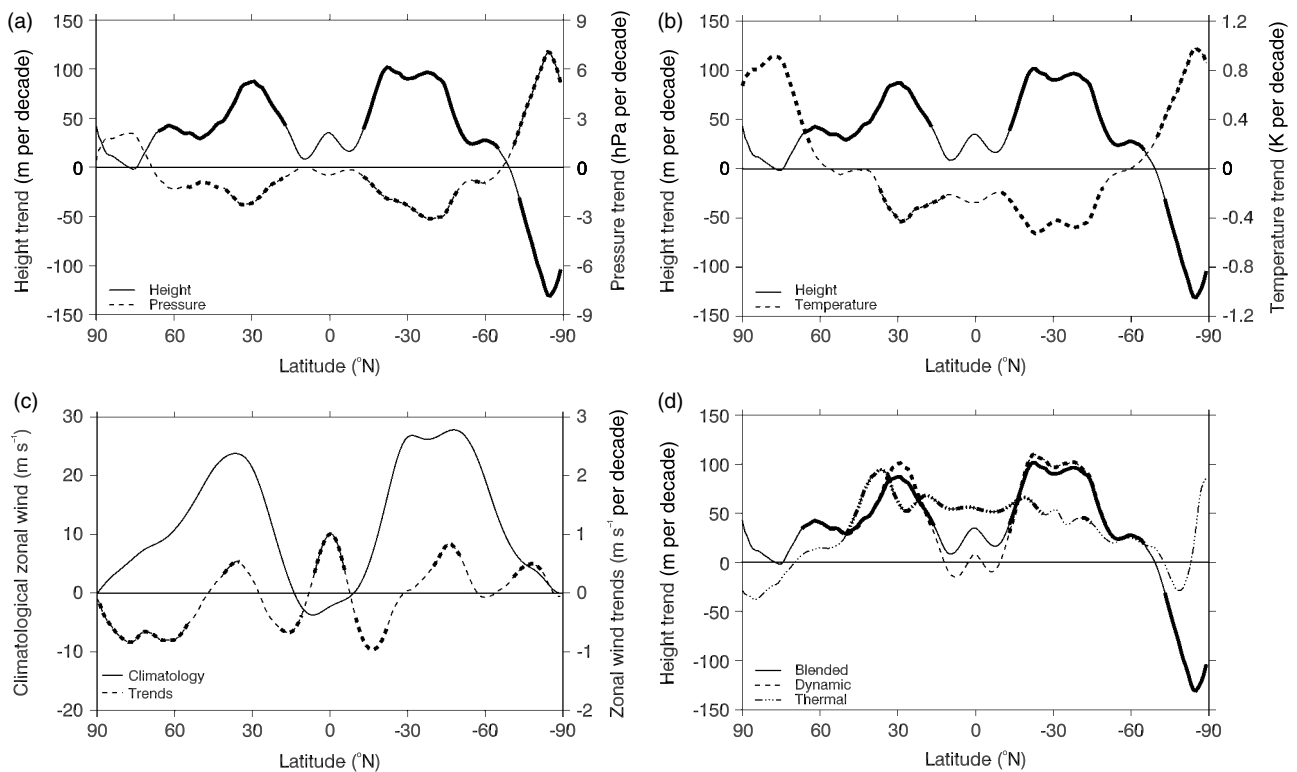 (a)
150
100
50
0
-50
-100
-150
Height trend (m per decade)
9
6
3
0
-3
-6
-9
Pressure trend (hPa per decade)
Height
Pressure
90 60 30 0 -30 -60 -90
Latitude (°N)
(b)
150
100
50
0
-50
-100
-150
Height trend (m per decade)
1.2
0.8
0.4
0
-0.4
-0.8
-1.2
Temperature trend (K per decade)
Height
Temperature
90 60 30 0 -30 -60 -90
Latitude (°N)
(c)
30
20
10
0
-10
-20
Climatological zonal wind (m s⁻¹)
3
2
1
0
-1
-2
Zonal wind trends (m s⁻¹ per decade)
Climatology
Trends
90 60 30 0 -30 -60 -90
Latitude (°N)
(d)
150
100
50
0
-50
-100
-150
Height trend (m per decade)
Blended
Dynamic
Thermal
90 60 30 0 -30 -60 -90
Latitude (°N)